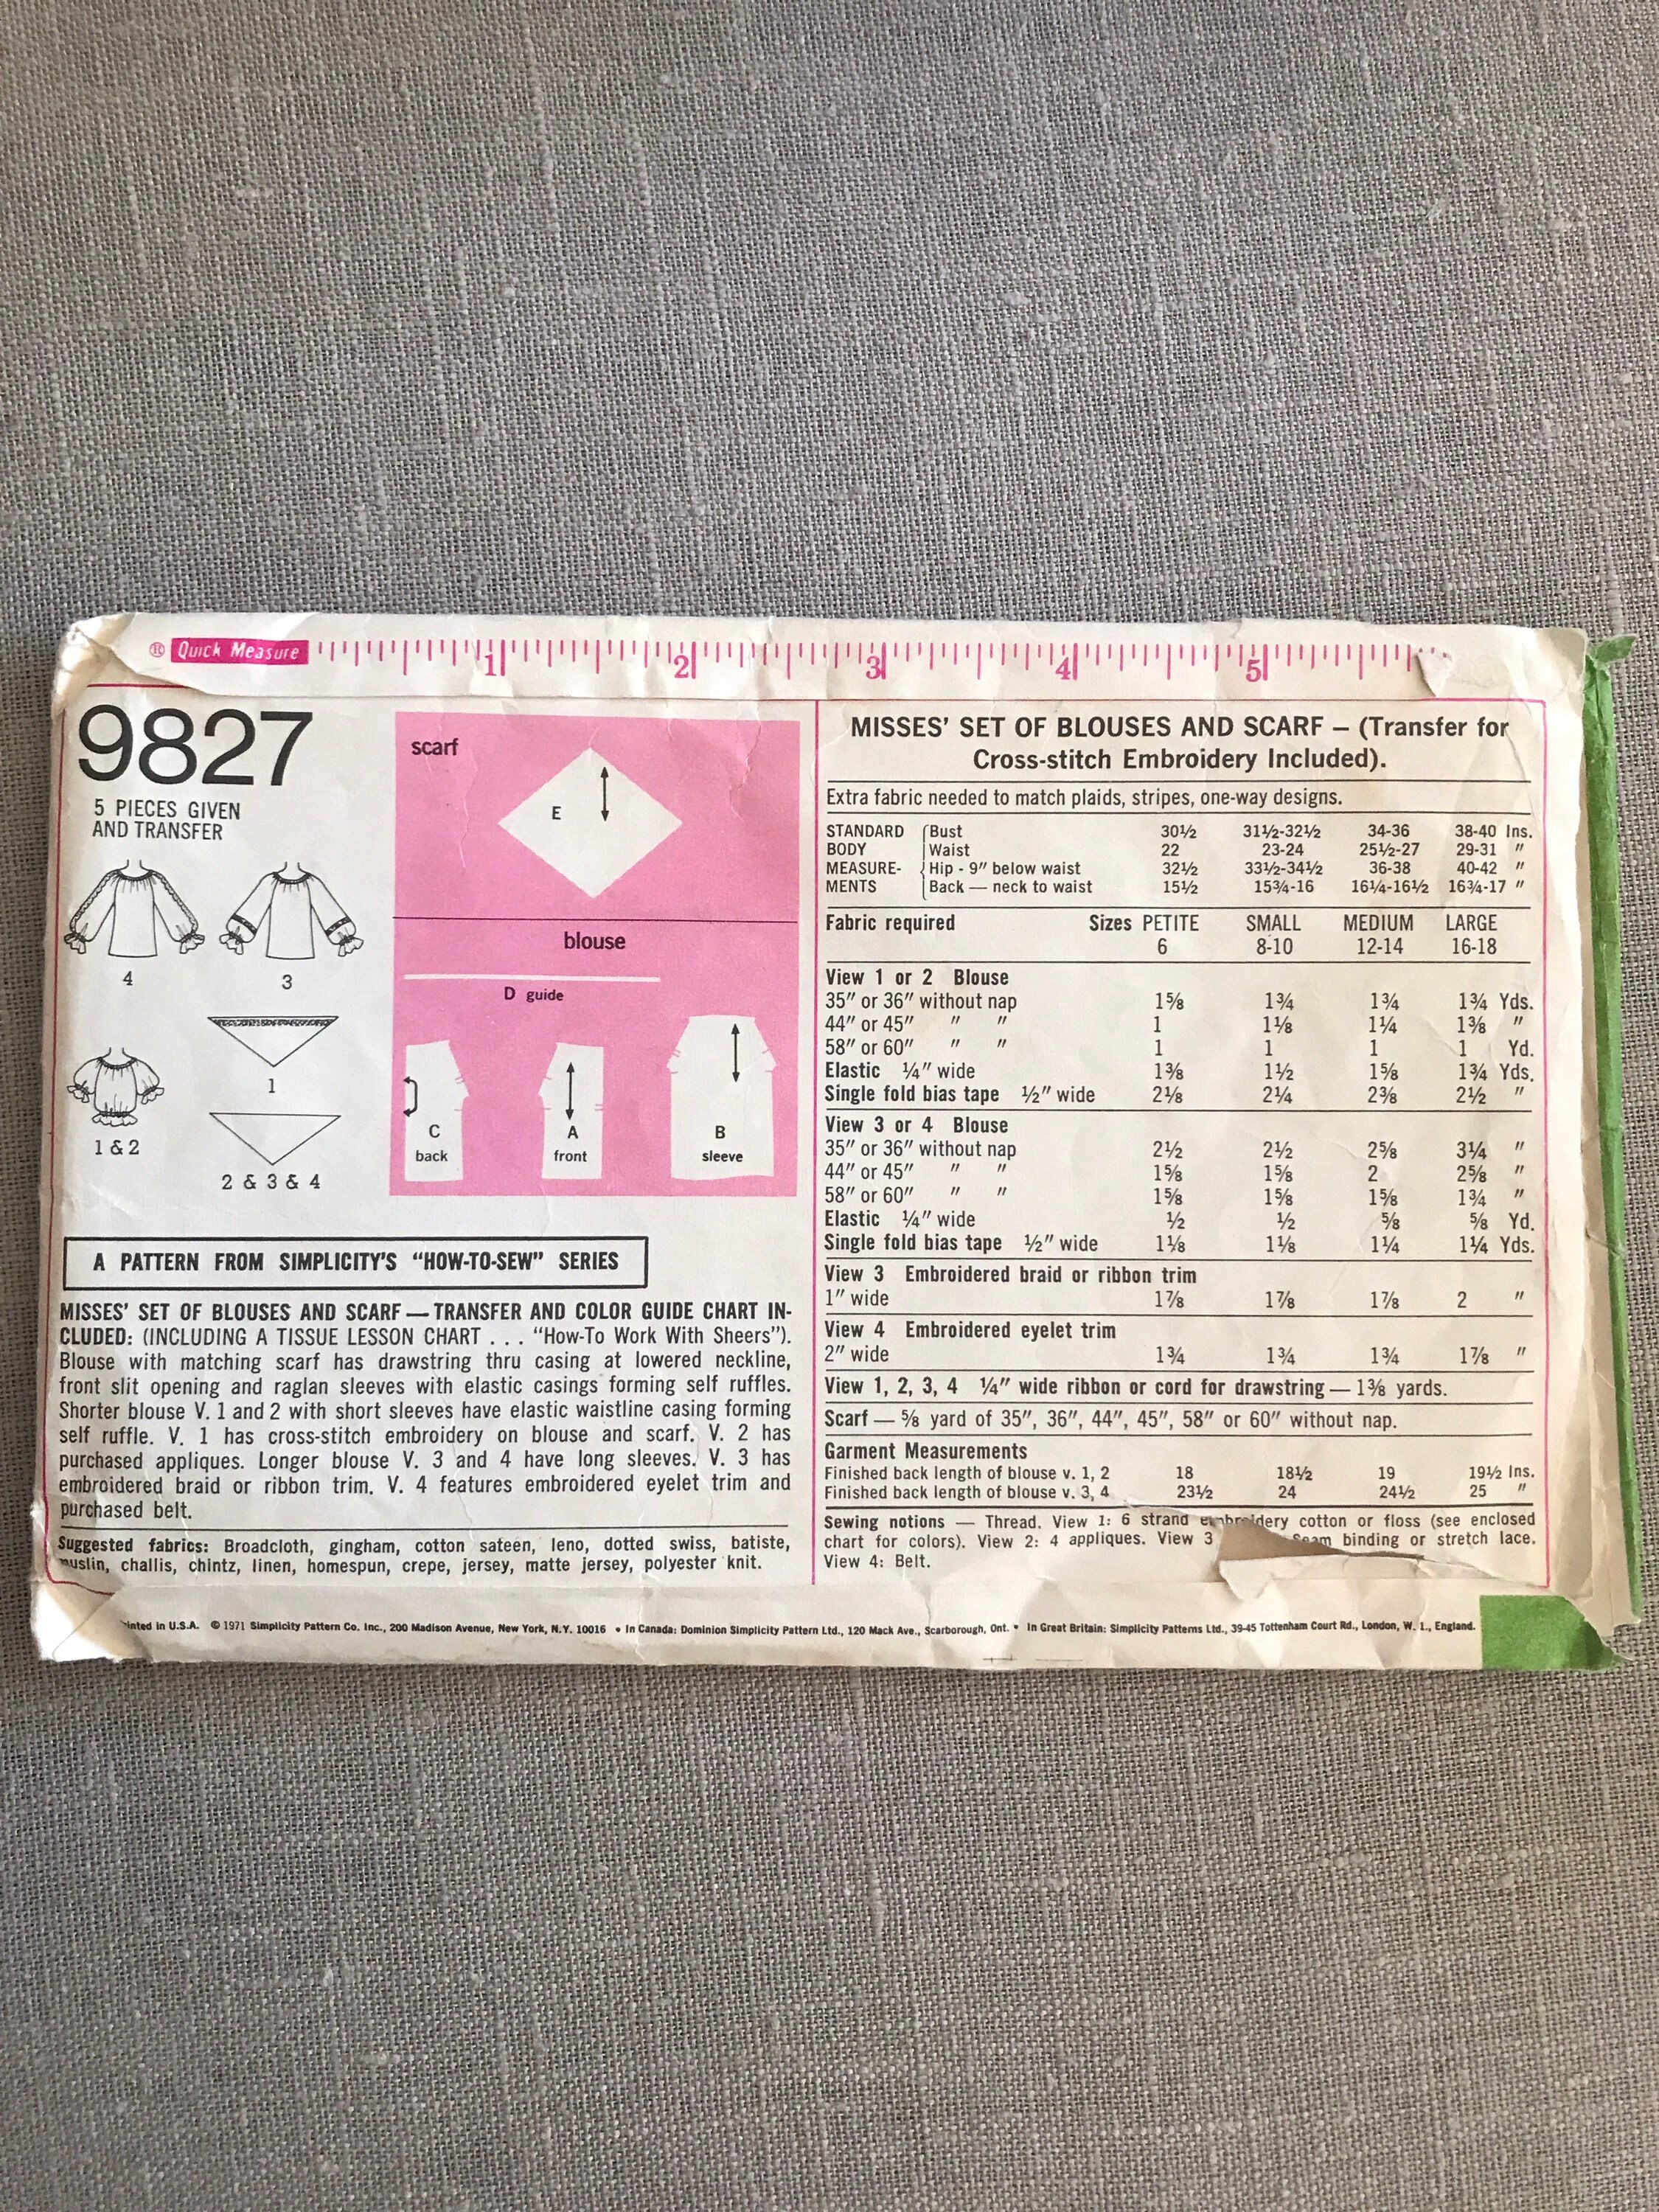 ® Quick Measure
1 2 3 4 5
9827
5 PIECES GIVEN
AND TRANSFER
4
3
1
1 & 2
2 & 3 & 4
scarf
E
blouse
D guide
C
back
A
front
B
sleeve
A PATTERN FROM SIMPLICITY'S "HOW-TO-SEW" SERIES
MISSES' SET OF BLOUSES AND SCARF — TRANSFER AND COLOR GUIDE CHART IN-
CLUDED: (INCLUDING A TISSUE LESSON CHART . . . "How-To Work With Sheers").
Blouse with matching scarf has drawstring thru casing at lowered neckline,
front slit opening and raglan sleeves with elastic casings forming self ruffles.
Shorter blouse V. 1 and 2 with short sleeves have elastic waistline casing forming
self ruffle. V. 1 has cross-stitch embroidery on blouse and scarf. V. 2 has
purchased appliques. Longer blouse V. 3 and 4 have long sleeves. V. 3 has
embroidered braid or ribbon trim. V. 4 features embroidered eyelet trim and
purchased belt.
Suggested fabrics: Broadcloth, gingham, cotton sateen, leno, dotted swiss, batiste,
muslin, challis, chintz, linen, homespun, crepe, jersey, matte jersey, polyester knit.
MISSES' SET OF BLOUSES AND SCARF – (Transfer for
Cross-stitch Embroidery Included).
Extra fabric needed to match plaids, stripes, one-way designs.
STANDARD Bust 30½ 31½-32½ 34-36 38-40 Ins.
BODY Waist 22 23-24 25½-27 29-31 "
MEASURE- Hip - 9" below waist 32½ 33½-34½ 36-38 40-42 "
MENTS Back — neck to waist 15½ 15¾-16 16¼-16½ 16¾-17 "
Fabric required Sizes PETITE SMALL MEDIUM LARGE
6 8-10 12-14 16-18
View 1 or 2 Blouse
35" or 36" without nap 1⅝ 1¾ 1¾ 1¾ Yds.
44" or 45" " " 1 1⅛ 1¼ 1⅜ "
58" or 60" " " 1 1 1 1 Yd.
Elastic ¼" wide 1⅜ 1½ 1⅝ 1¾ Yds.
Single fold bias tape ½" wide 2⅛ 2¼ 2⅜ 2½ "
View 3 or 4 Blouse
35" or 36" without nap 2½ 2½ 2⅝ 3¼ "
44" or 45" " " 1⅝ 1⅝ 2 2⅝ "
58" or 60" " " 1⅝ 1⅝ 1⅝ 1¾ "
Elastic ¼" wide ½ ½ ⅝ ⅝ Yd.
Single fold bias tape ½" wide 1⅛ 1⅛ 1¼ 1¼ Yds.
View 3 Embroidered braid or ribbon trim
1" wide 1⅞ 1⅞ 1⅞ 2 "
View 4 Embroidered eyelet trim
2" wide 1¾ 1¾ 1¾ 1⅞ "
View 1, 2, 3, 4 ¼" wide ribbon or cord for drawstring — 1⅜ yards.
Scarf — ⅝ yard of 35", 36", 44", 45", 58" or 60" without nap.
Garment Measurements
Finished back length of blouse v. 1, 2 18 18½ 19 19½ Ins.
Finished back length of blouse v. 3, 4 23½ 24 24½ 25 "
Sewing notions — Thread. View 1: 6 strand embroidery cotton or floss (see enclosed
chart for colors). View 2: 4 appliques. View 3 Seam binding or stretch lace.
View 4: Belt.
inted in U.S.A. © 1971 Simplicity Pattern Co. Inc., 200 Madison Avenue, New York, N.Y. 10016 • In Canada: Dominion Simplicity Pattern Ltd., 120 Mack Ave., Scarborough, Ont. • In Great Britain: Simplicity Patterns Ltd., 39-45 Tottenham Court Rd., London, W. 1., England.